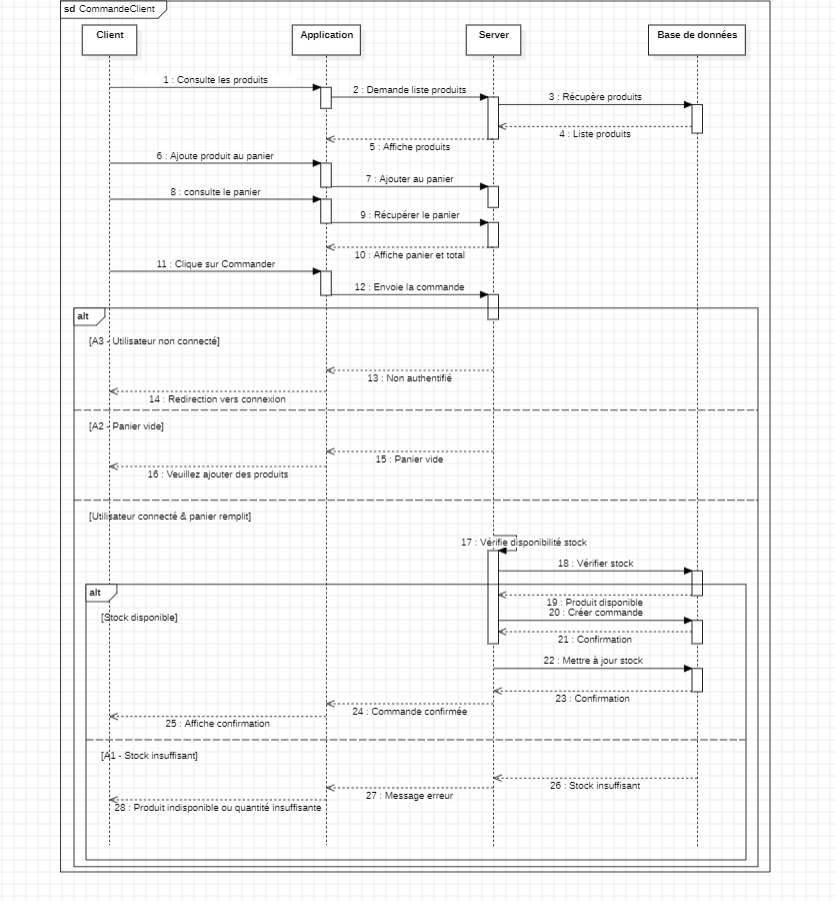 sd CommandeClient
Client
Application
Server
Base de données
1 : Consulte les produits
2 : Demande liste produits
3 : Récupère produits
4 : Liste produits
5 : Affiche produits
6 : Ajoute produit au panier
7 : Ajouter au panier
8 : consulte le panier
9 : Récupérer le panier
10 : Affiche panier et total
11 : Clique sur Commander
12 : Envoie la commande
alt
[A3 - Utilisateur non connecté]
13 : Non authentifié
14 : Redirection vers connexion
[A2 - Panier vide]
15 : Panier vide
16 : Veuillez ajouter des produits
[Utilisateur connecté & panier remplit]
17 : Vérifie disponibilité stock
18 : Vérifier stock
alt
19 : Produit disponible
20 : Créer commande
[Stock disponible]
21 : Confirmation
22 : Mettre à jour stock
23 : Confirmation
24 : Commande confirmée
25 : Affiche confirmation
[A1 - Stock insuffisant]
26 : Stock insuffisant
27 : Message erreur
28 : Produit indisponible ou quantité insuffisante